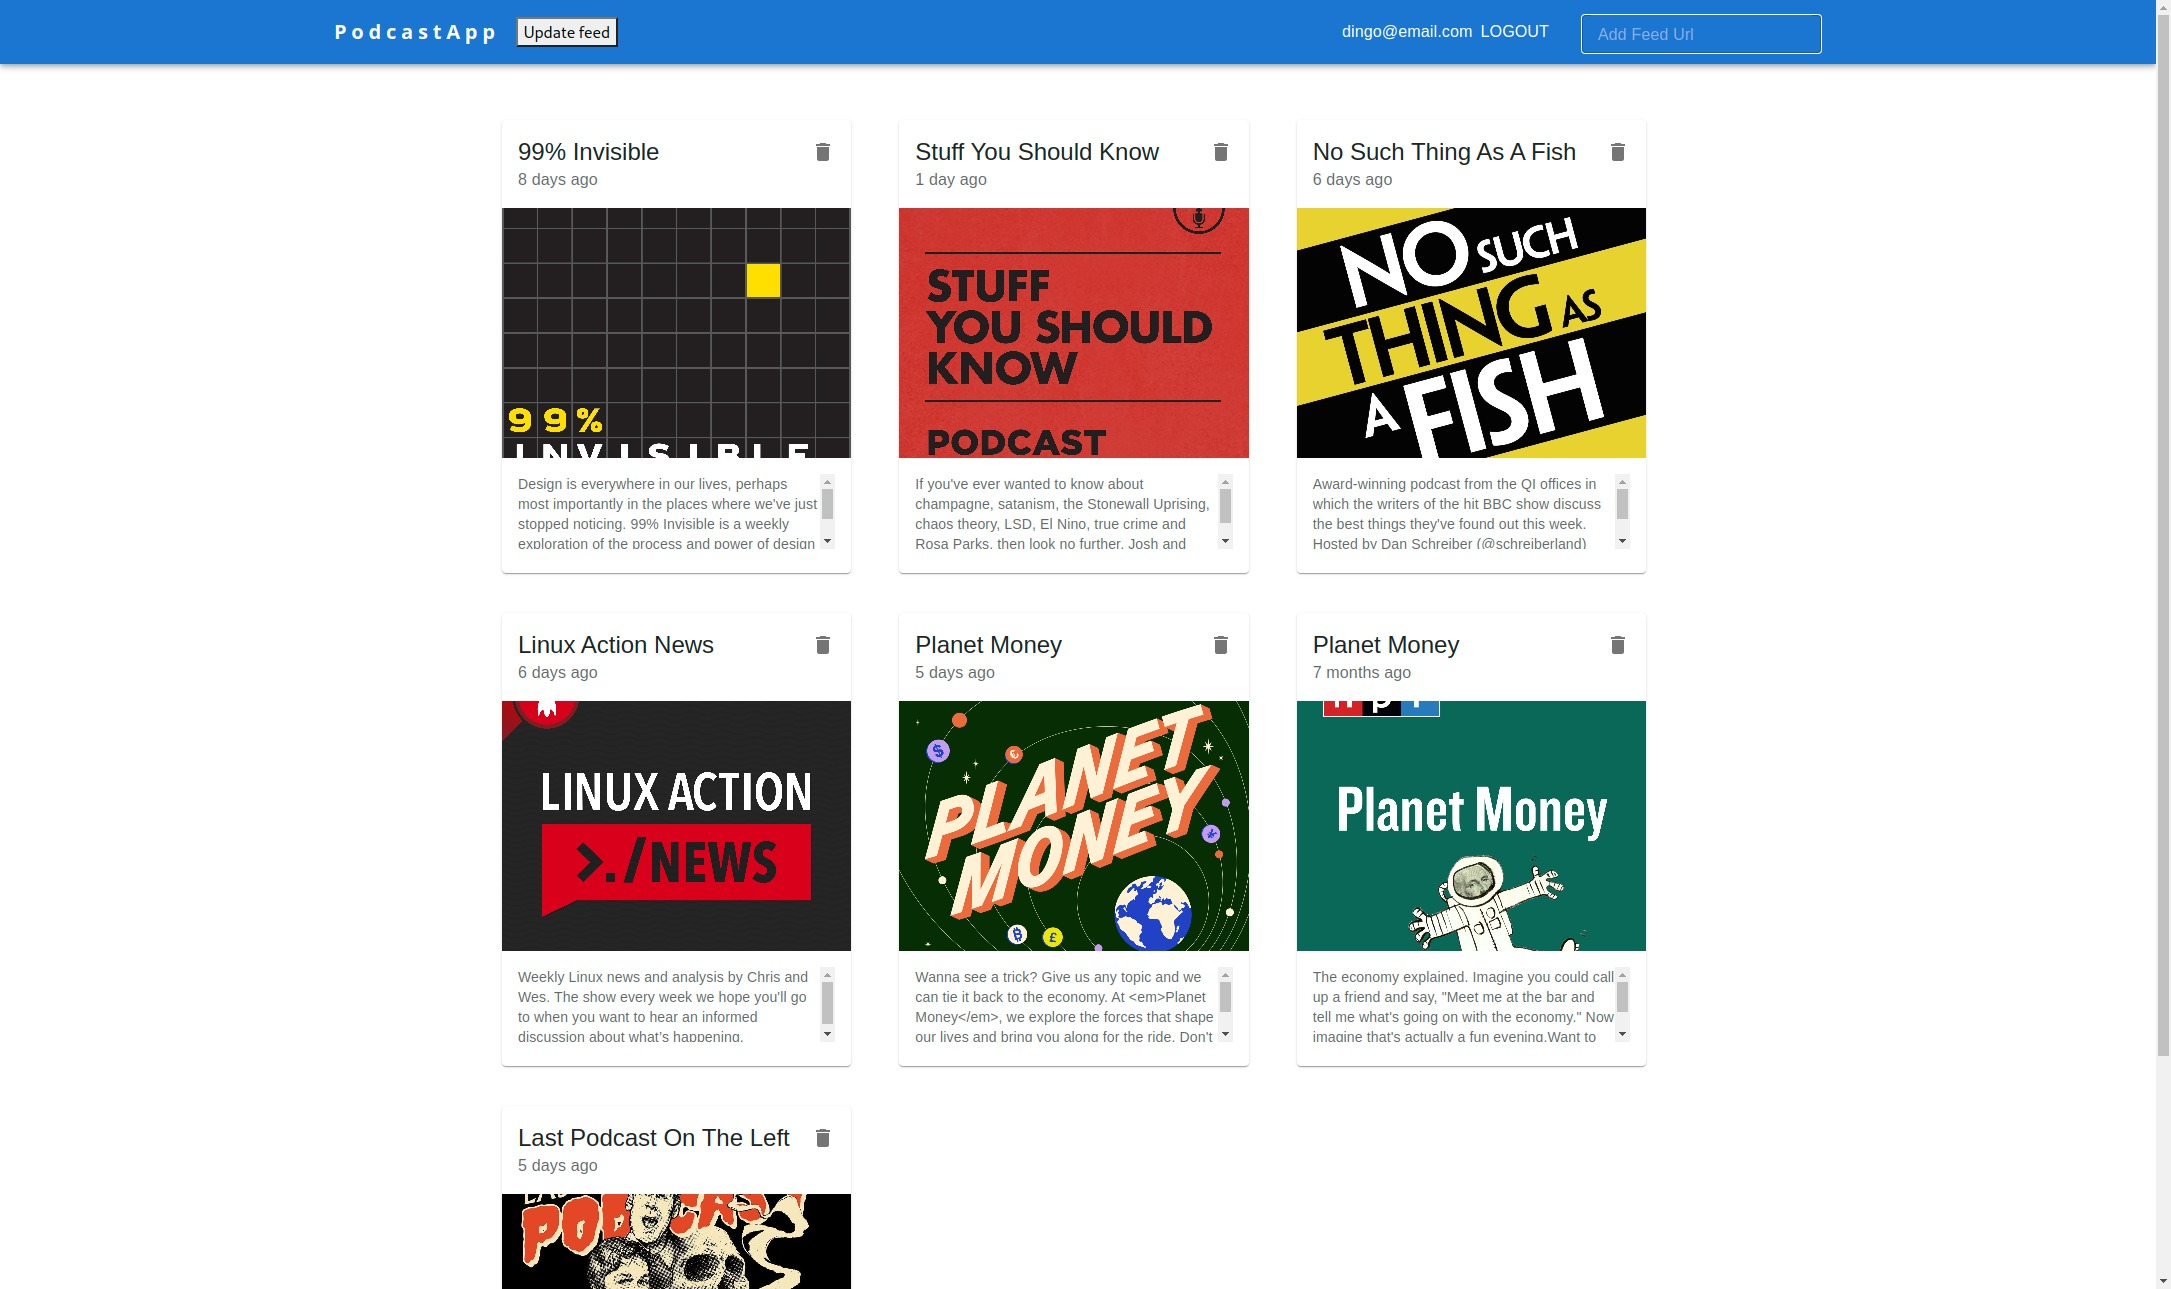 PodcastApp Update feed dingo@email.com LOGOUT Add Feed Url
99% Invisible
8 days ago
99%
INVISIBLE
Design is everywhere in our lives, perhaps
most importantly in the places where we've just
stopped noticing. 99% Invisible is a weekly
exploration of the process and power of design
Stuff You Should Know
1 day ago
STUFF
YOU SHOULD
KNOW
PODCAST
If you've ever wanted to know about
champagne, satanism, the Stonewall Uprising,
chaos theory, LSD, El Nino, true crime and
Rosa Parks, then look no further. Josh and
No Such Thing As A Fish
6 days ago
NO SUCH
THING AS
A FISH
Award-winning podcast from the QI offices in
which the writers of the hit BBC show discuss
the best things they've found out this week.
Hosted by Dan Schreiber (@schreiberland)
Linux Action News
6 days ago
LINUX ACTION
>./NEWS
Weekly Linux news and analysis by Chris and
Wes. The show every week we hope you'll go
to when you want to hear an informed
discussion about what’s happening.
Planet Money
5 days ago
PLANET
MONEY
Wanna see a trick? Give us any topic and we
can tie it back to the economy. At <em>Planet
Money</em>, we explore the forces that shape
our lives and bring you along for the ride. Don't
Planet Money
7 months ago
npr
Planet Money
The economy explained. Imagine you could call
up a friend and say, "Meet me at the bar and
tell me what's going on with the economy." Now
imagine that's actually a fun evening.Want to
Last Podcast On The Left
5 days ago
PODCAST